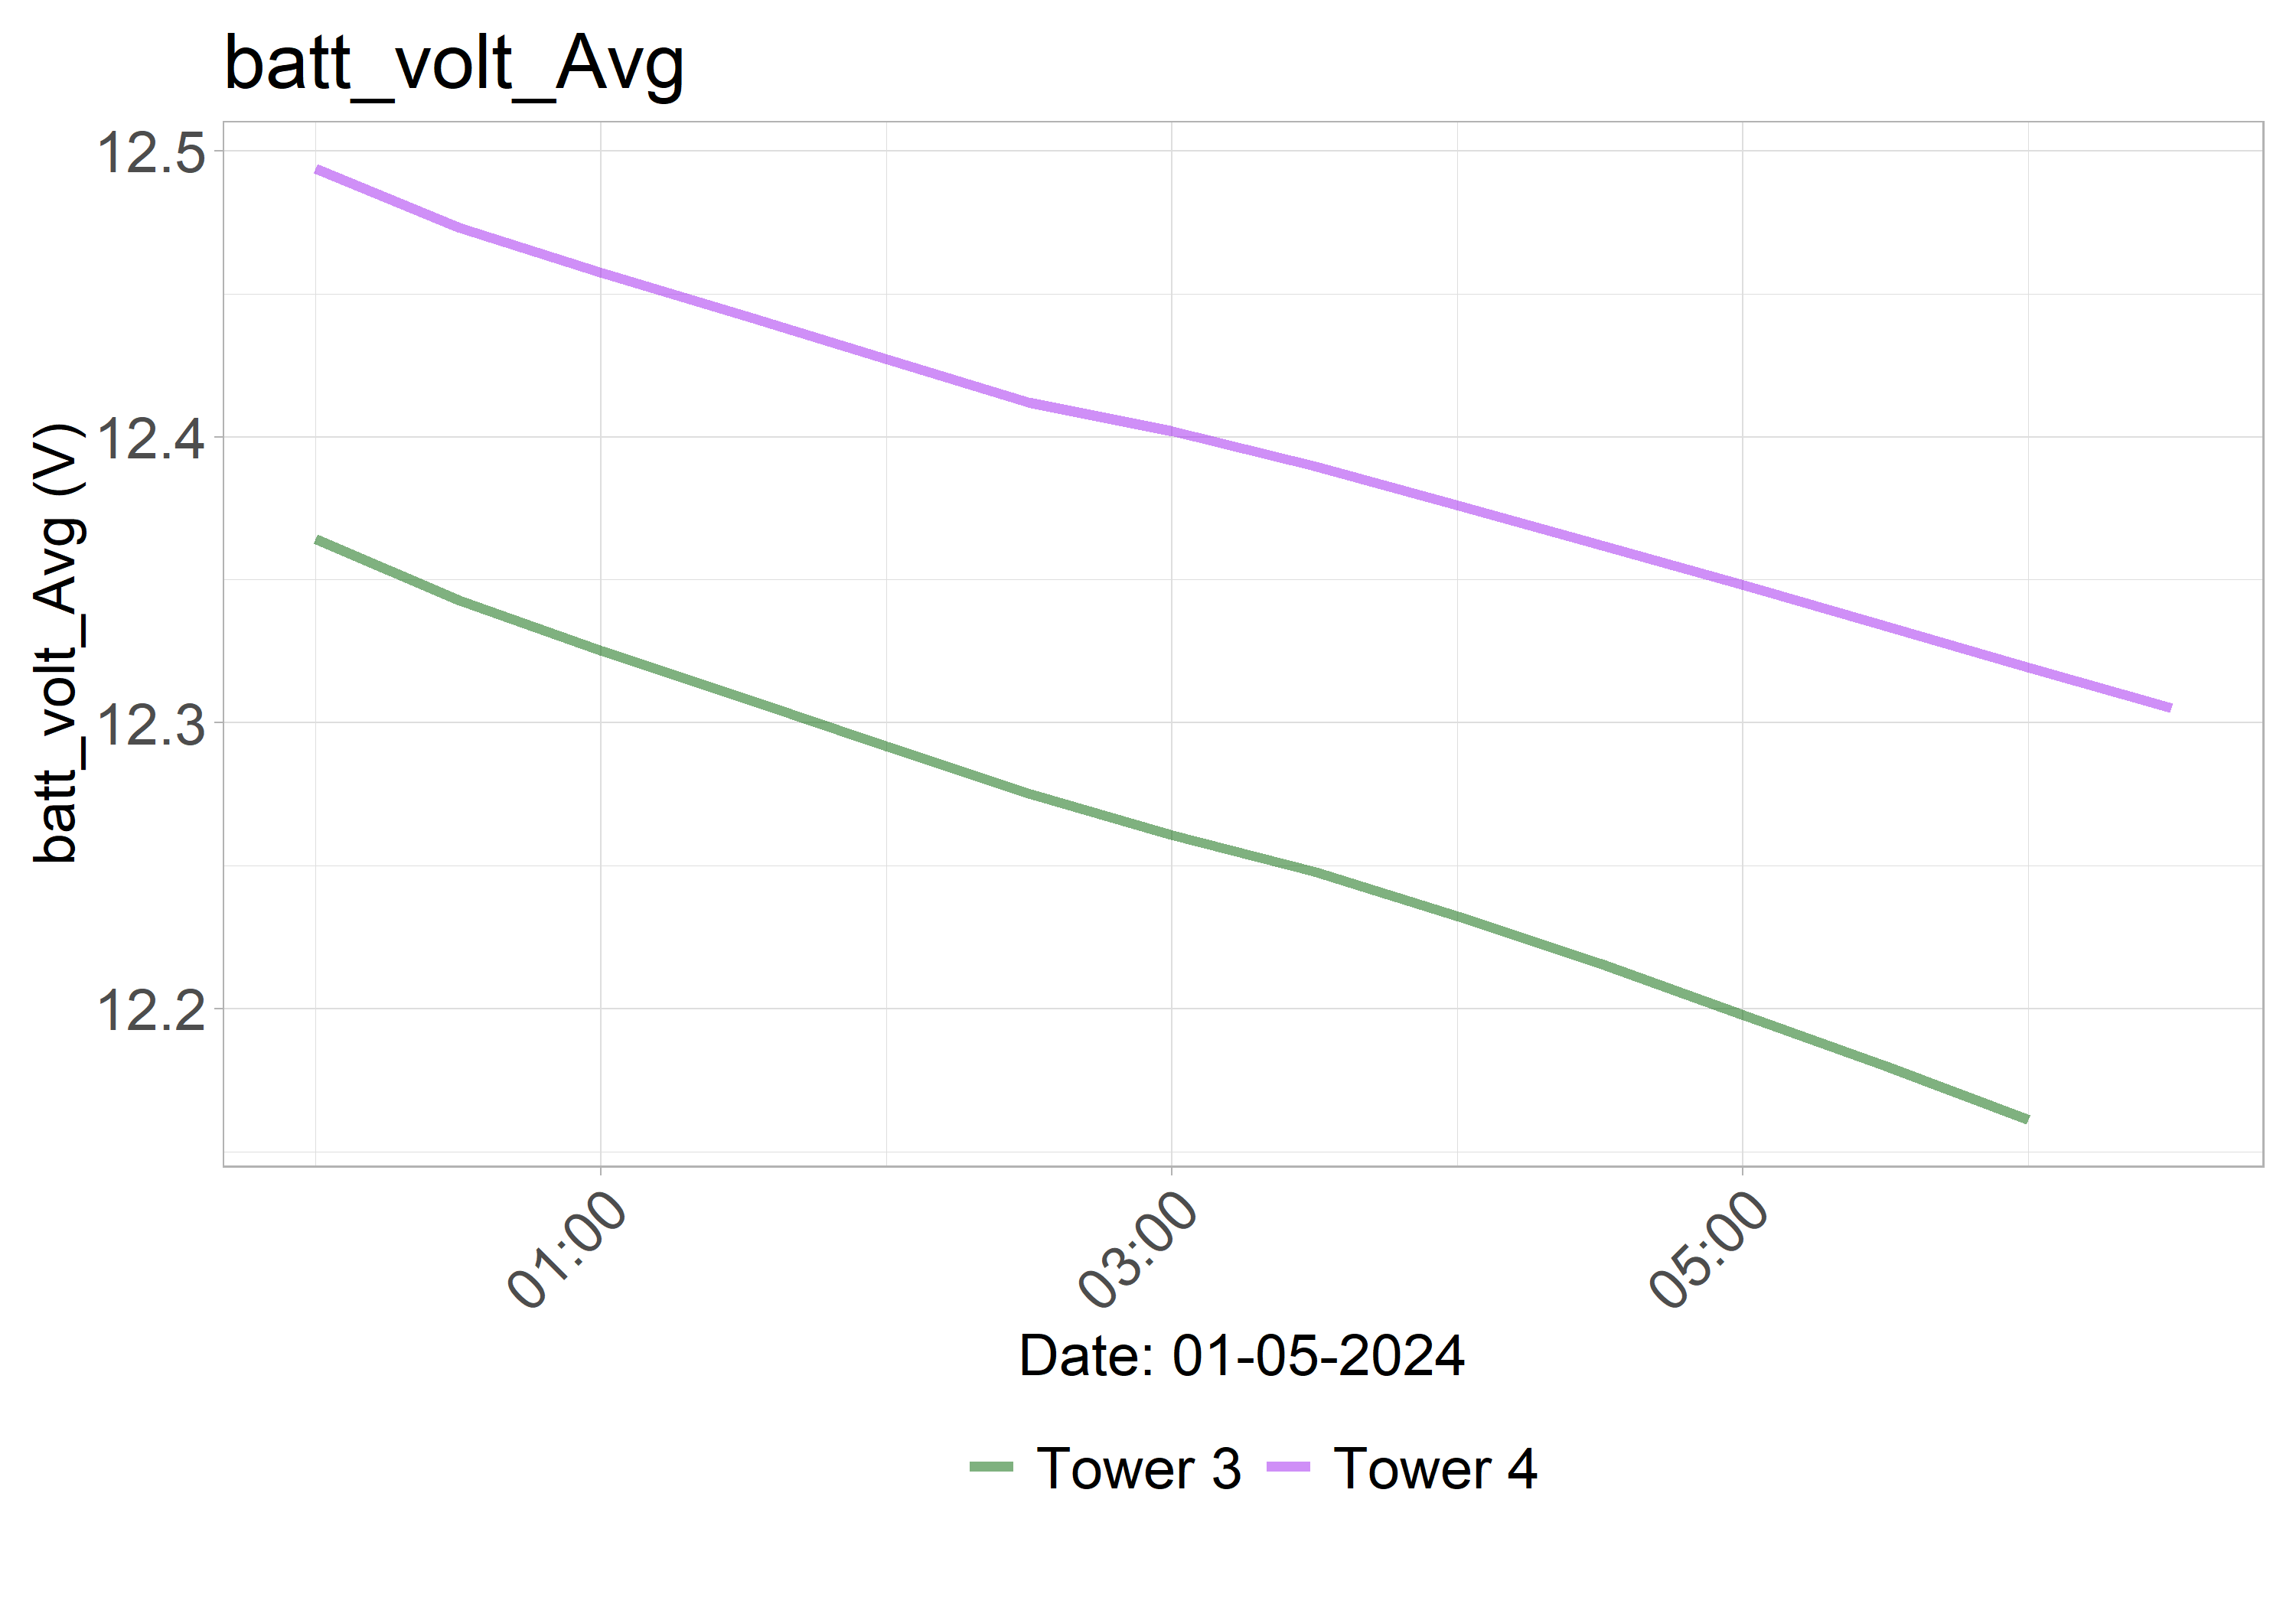 batt_volt_Avg
batt_volt_Avg (V)
12.5
12.4
12.3
12.2
01:00
03:00
05:00
Date: 01-05-2024
Tower 3
Tower 4